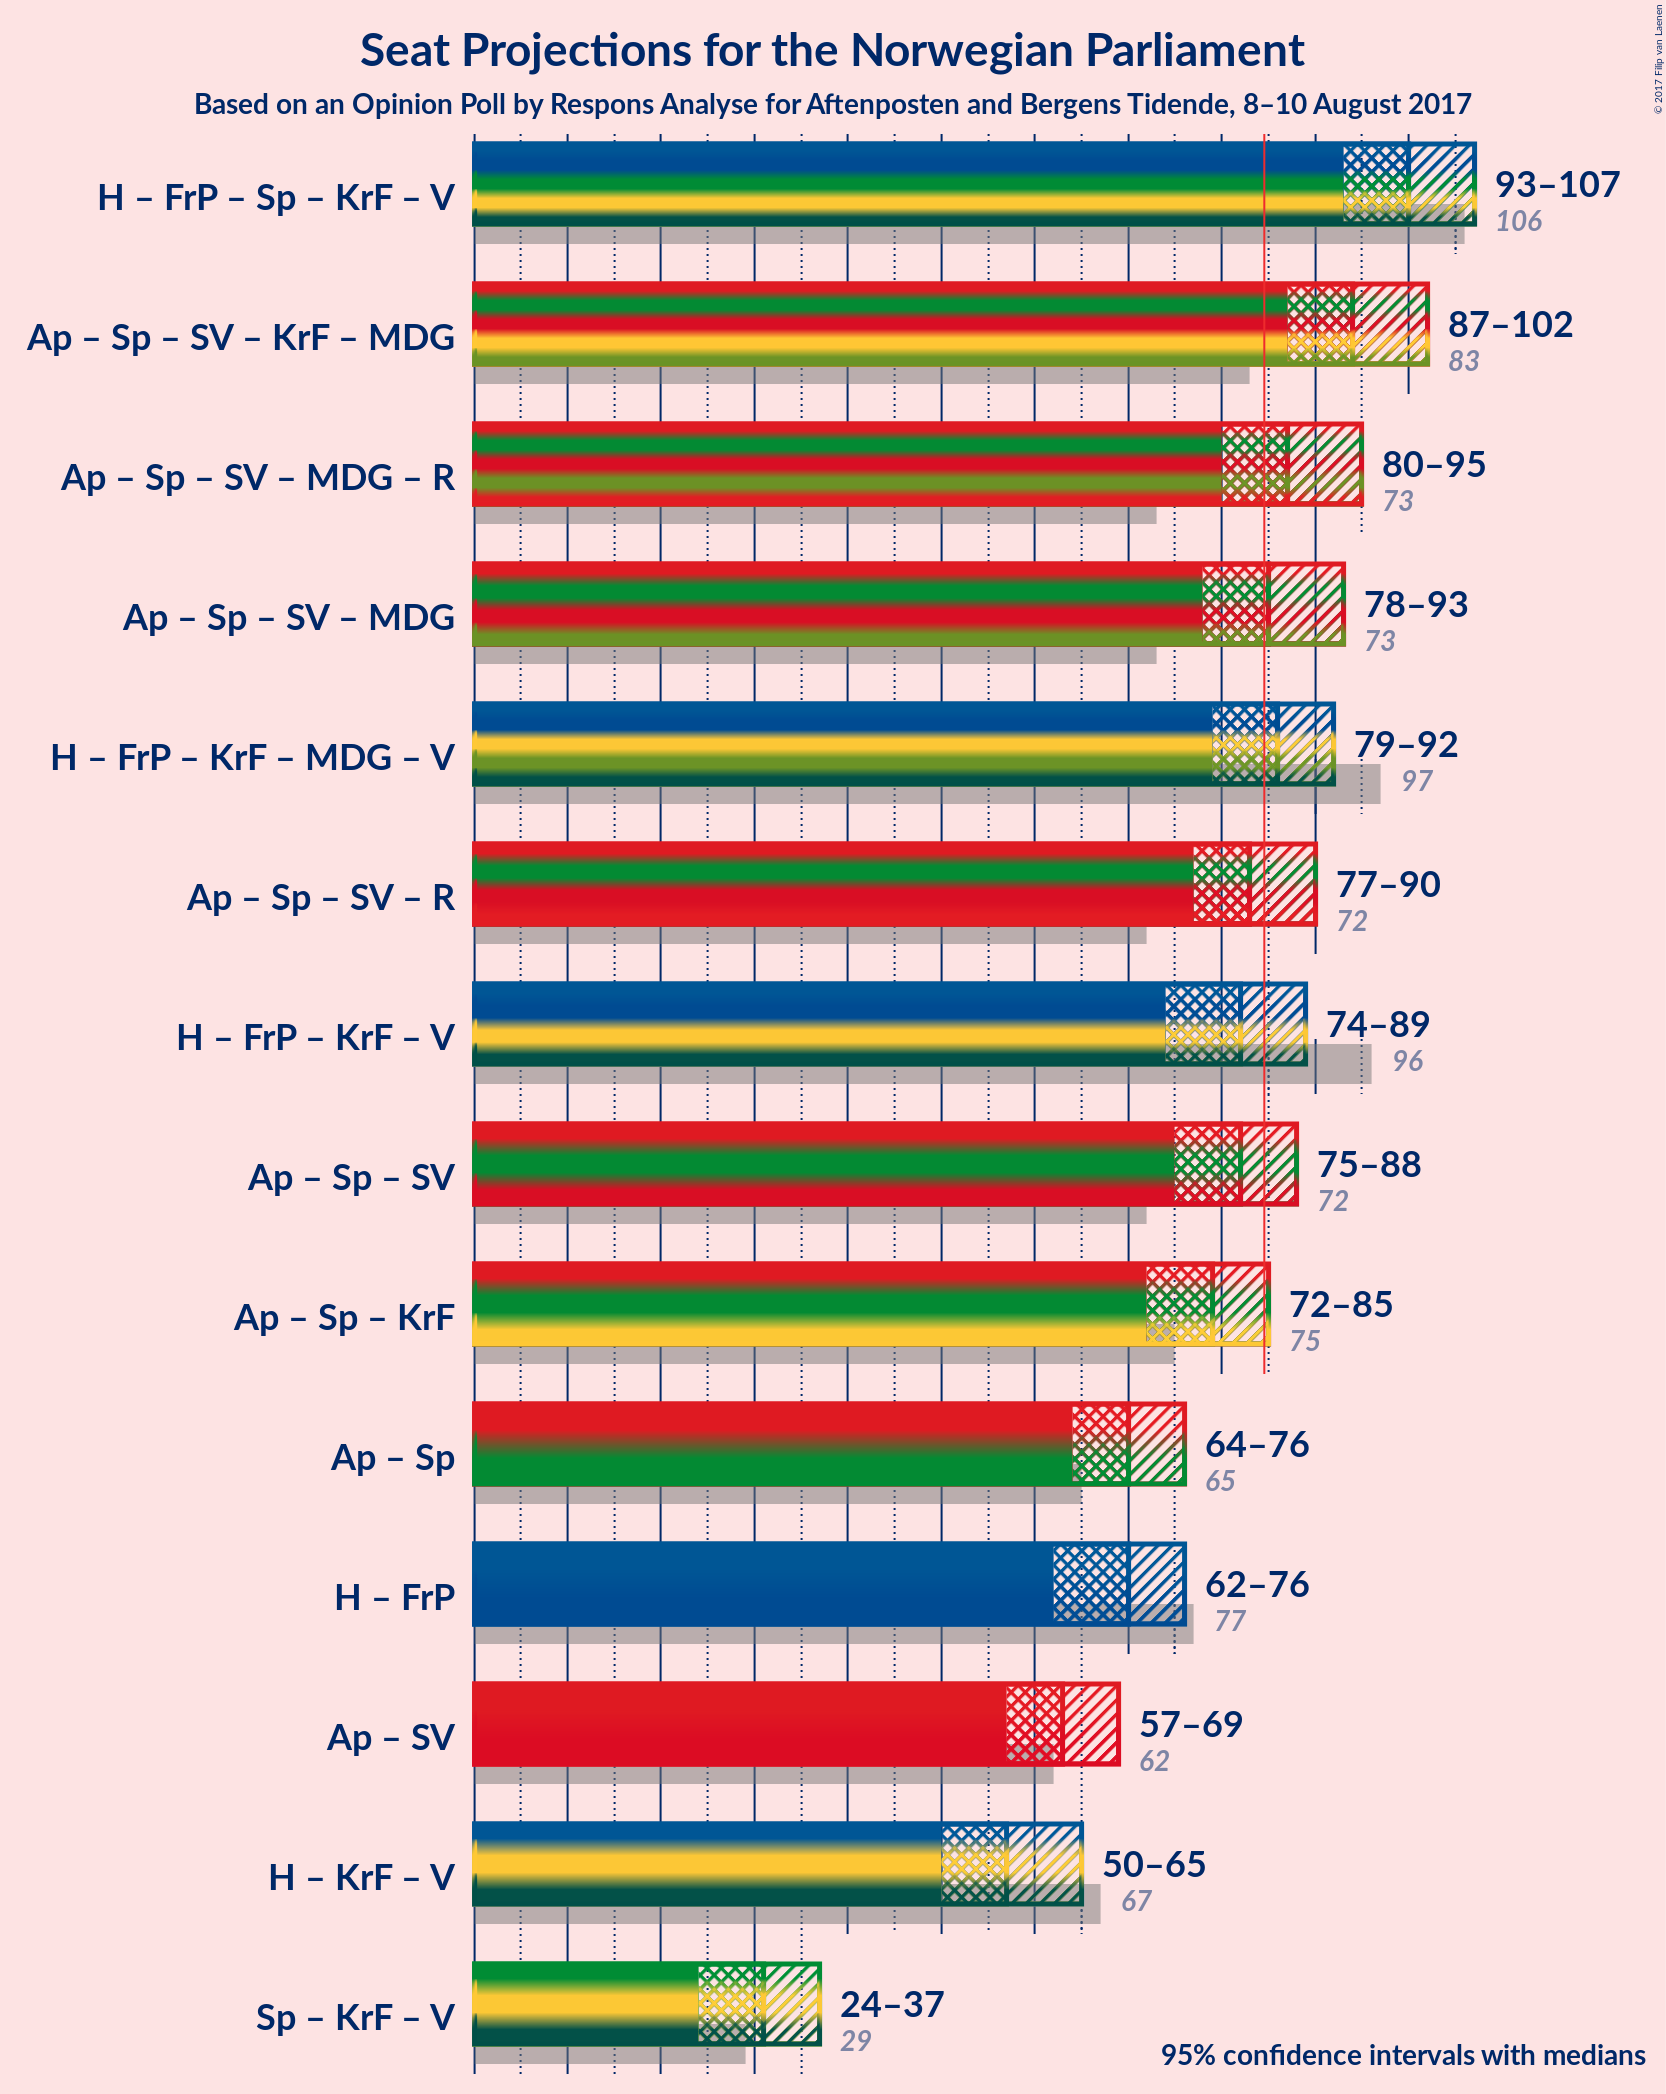 Seat Projections for the Norwegian Parliament
Based on an Opinion Poll by Respons Analyse for Aftenposten and Bergens Tidende, 8–10 August 2017
© 2017 Filip van Laenen
H – FrP – Sp – KrF – V
93–107
106
Ap – Sp – SV – KrF – MDG
87–102
83
Ap – Sp – SV – MDG – R
80–95
73
Ap – Sp – SV – MDG
78–93
73
H – FrP – KrF – MDG – V
79–92
97
Ap – Sp – SV – R
77–90
72
H – FrP – KrF – V
74–89
96
Ap – Sp – SV
75–88
72
Ap – Sp – KrF
72–85
75
Ap – Sp
64–76
65
H – FrP
62–76
77
Ap – SV
57–69
62
H – KrF – V
50–65
67
Sp – KrF – V
24–37
29
95% confidence intervals with medians